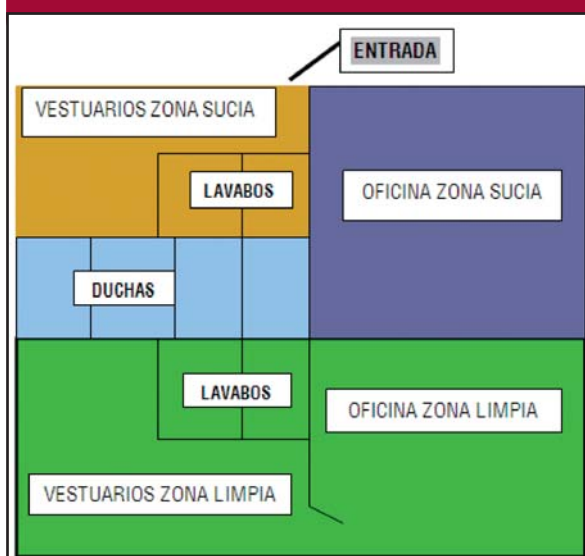 ENTRADA
VESTUARIOS ZONA SUCIA
LAVABOS
OFICINA ZONA SUCIA
DUCHAS
LAVABOS
OFICINA ZONA LIMPIA
VESTUARIOS ZONA LIMPIA